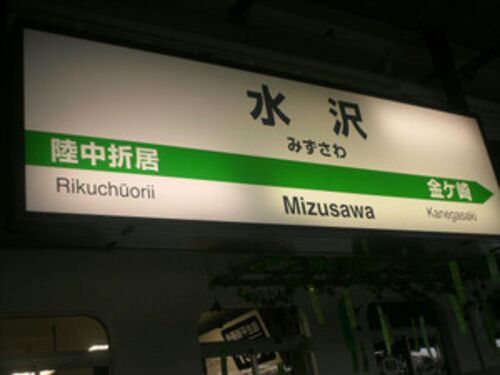 水沢
みずさわ
陸中折居
金ケ崎
Rikuchūorii
Mizusawa
Kanegasaki